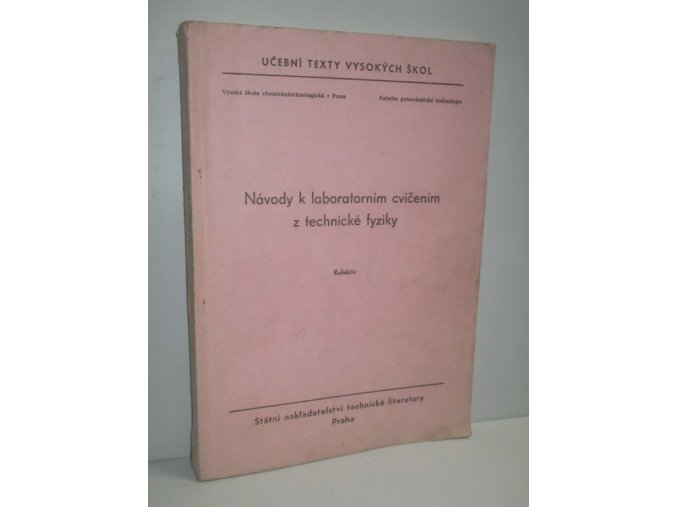 UČEBNÍ TEXTY VYSOKÝCH ŠKOL
Vysoká škola chemickotechnologická v Praze Fakulta potravinářské technologie
Návody k laboratorním cvičením
z technické fyziky
Kolektiv
Státní nakladatelství technické literatury
Praha